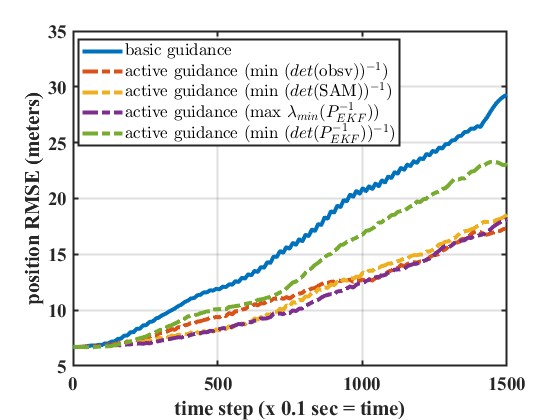 35
30
25
20
15
10
5
position RMSE (meters)
basic guidance
active guidance (min (det(obsv))⁻¹)
active guidance (min (det(SAM))⁻¹)
active guidance (max λ_min(P_EKF⁻¹))
active guidance (min (det(P_EKF⁻¹))⁻¹)
0 500 1000 1500
time step (x 0.1 sec = time)